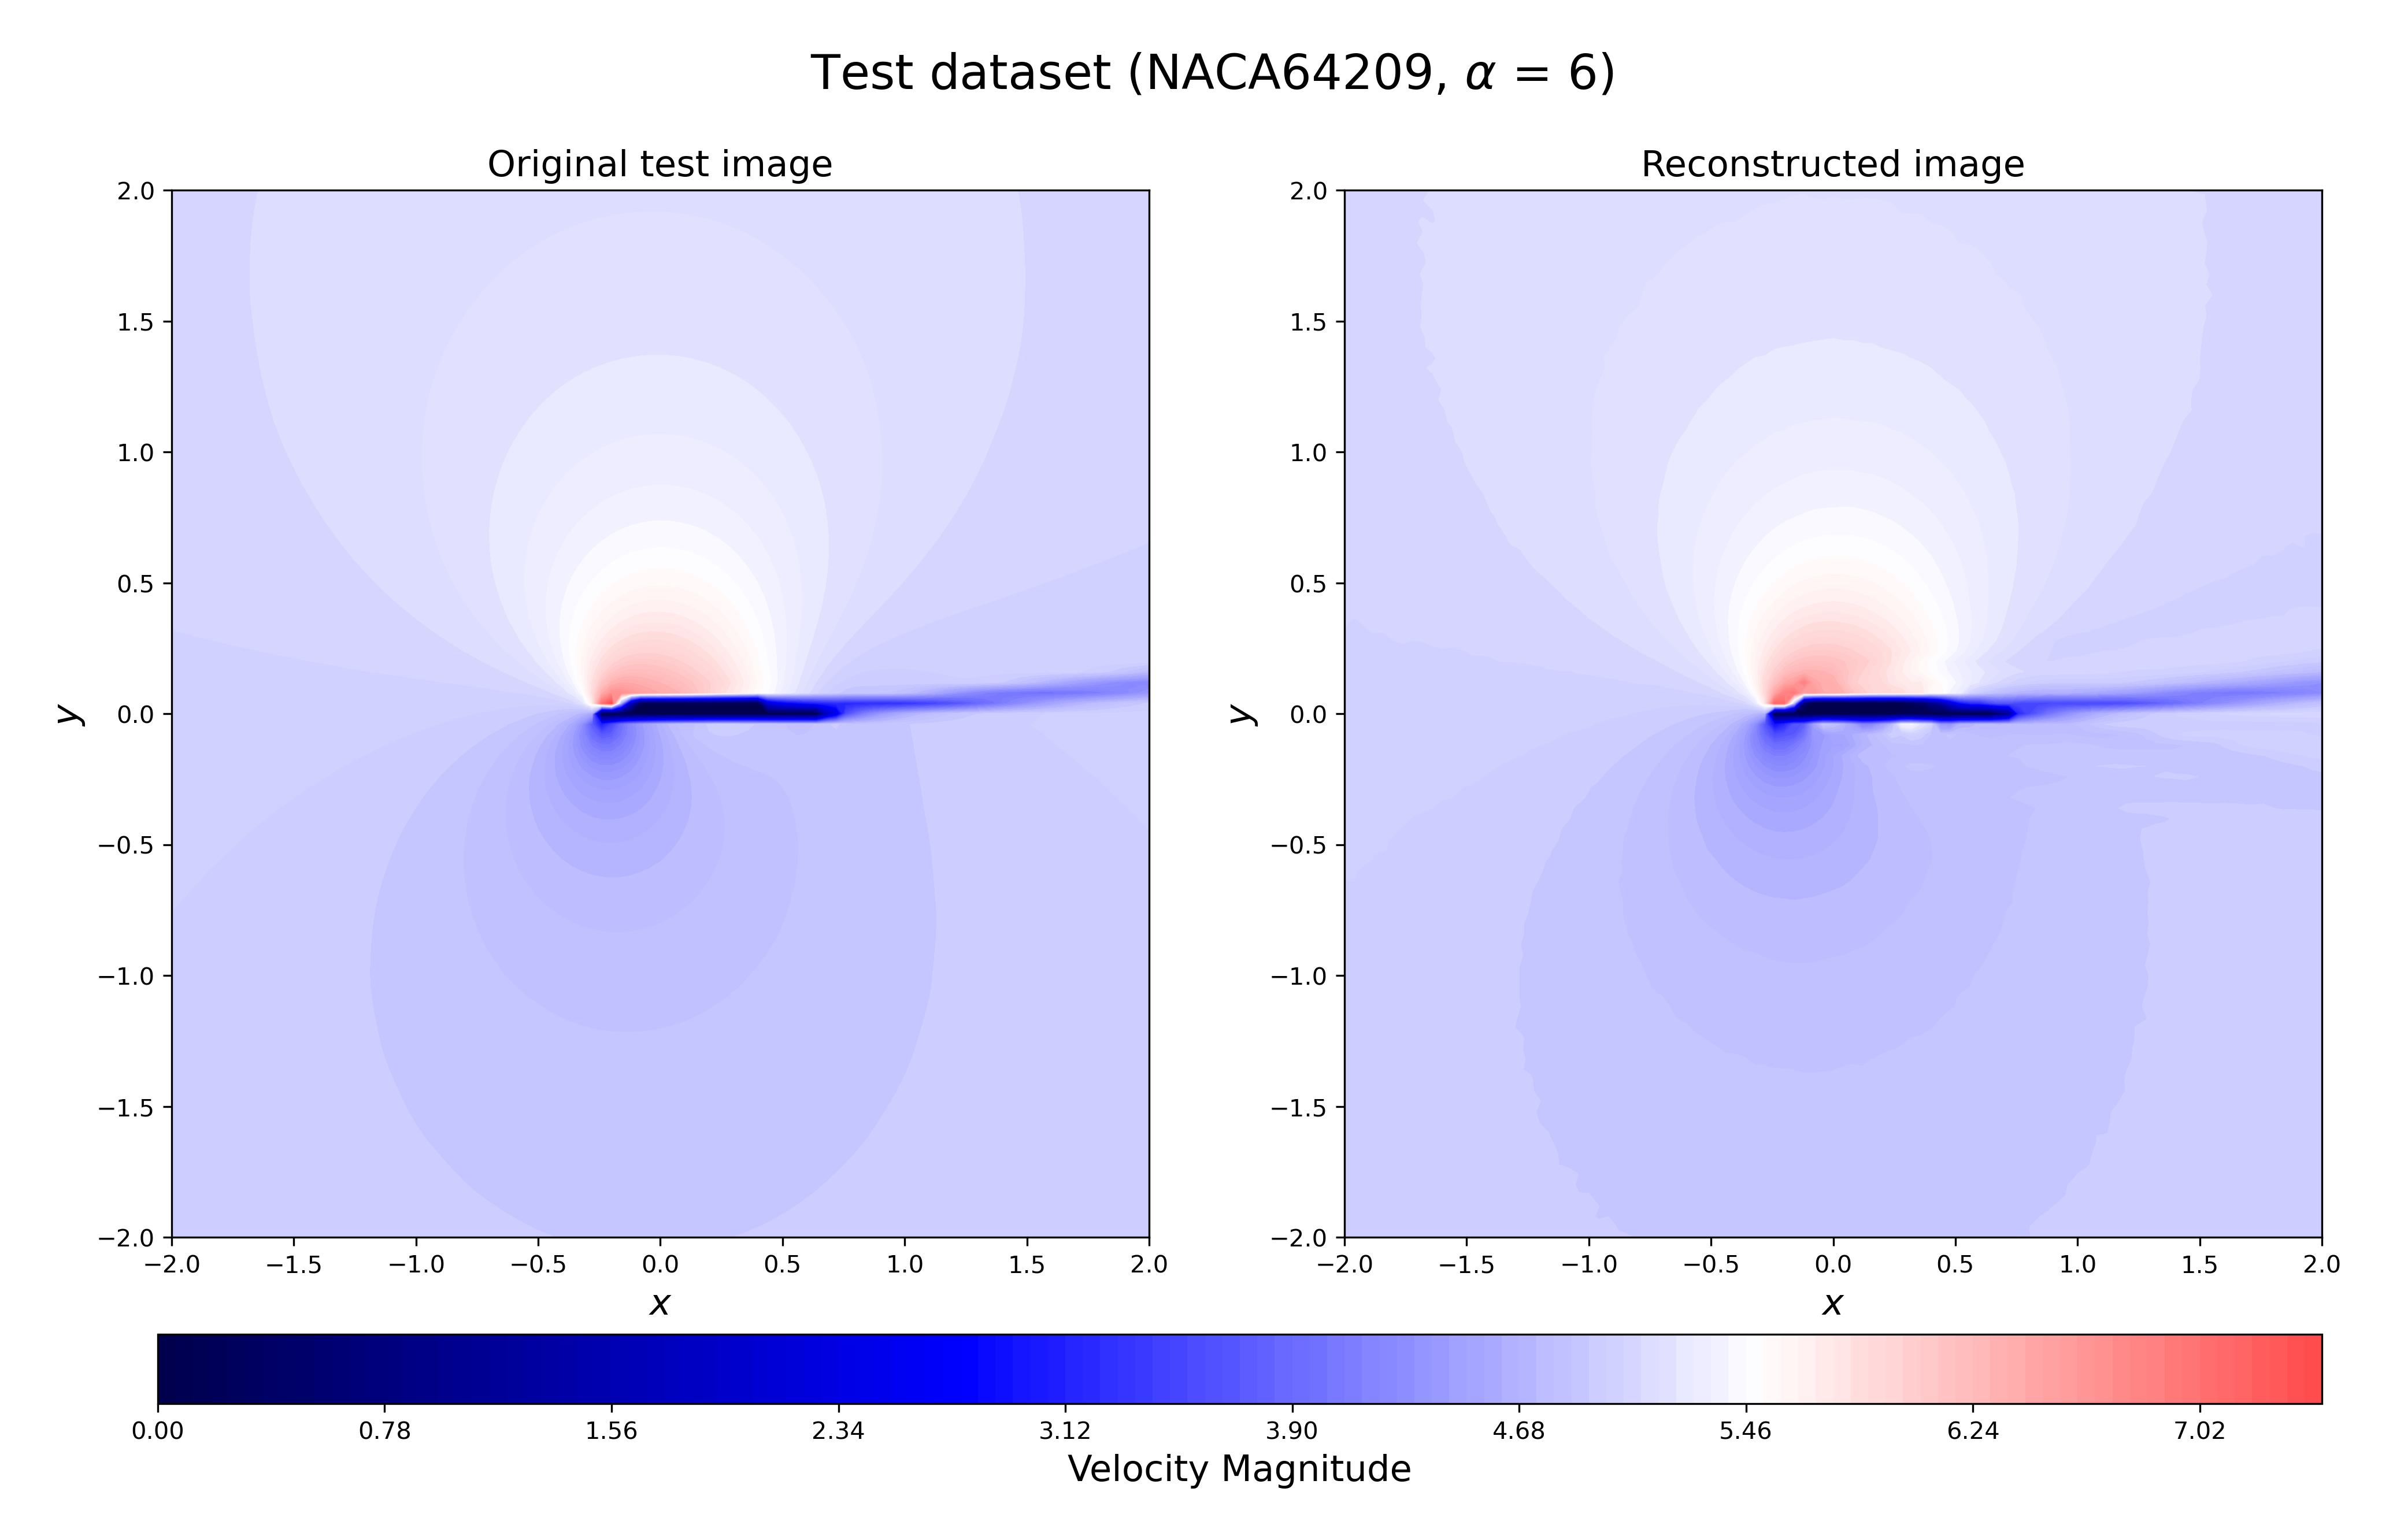 Test dataset (NACA64209, α = 6)
Original test image
Reconstructed image
2.0
1.5
1.0
0.5
0.0
−0.5
−1.0
−1.5
−2.0
y
2.0
1.5
1.0
0.5
0.0
−0.5
−1.0
−1.5
−2.0
y
−2.0 −1.5 −1.0 −0.5 0.0 0.5 1.0 1.5 2.0
x
−2.0 −1.5 −1.0 −0.5 0.0 0.5 1.0 1.5 2.0
x
0.00 0.78 1.56 2.34 3.12 3.90 4.68 5.46 6.24 7.02
Velocity Magnitude